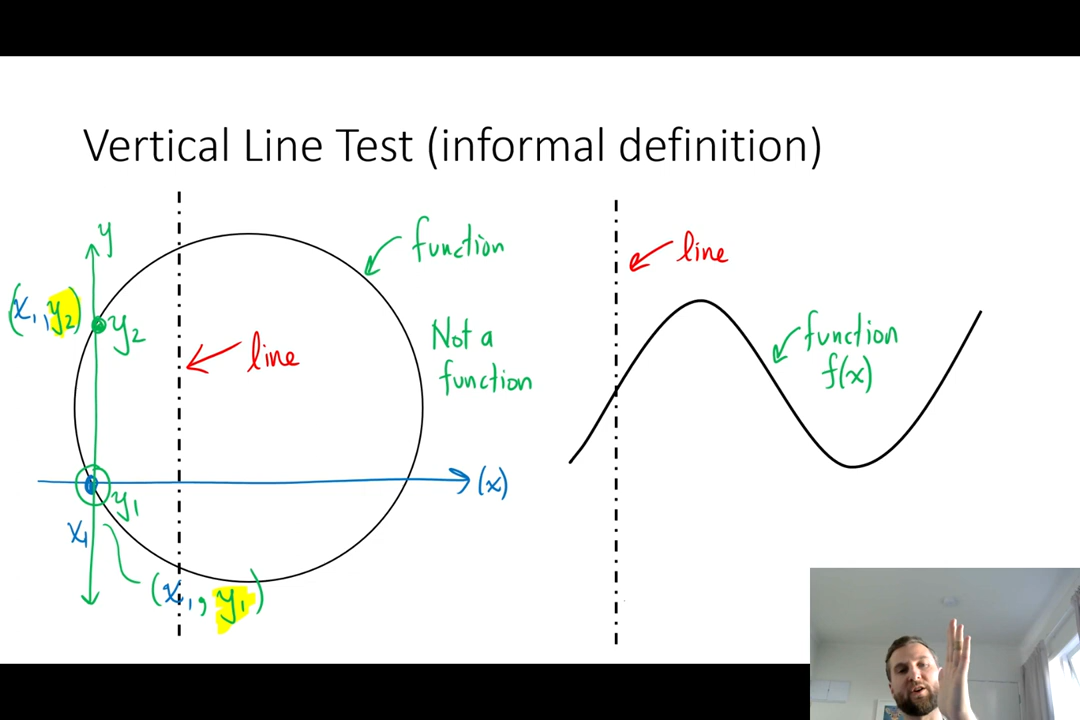 Vertical Line Test (informal definition)
y
function
(x₁, y₂)
y₂
Not a
function
line
(x)
y₁
x₁
(x₁, y₁)
line
function
f(x)